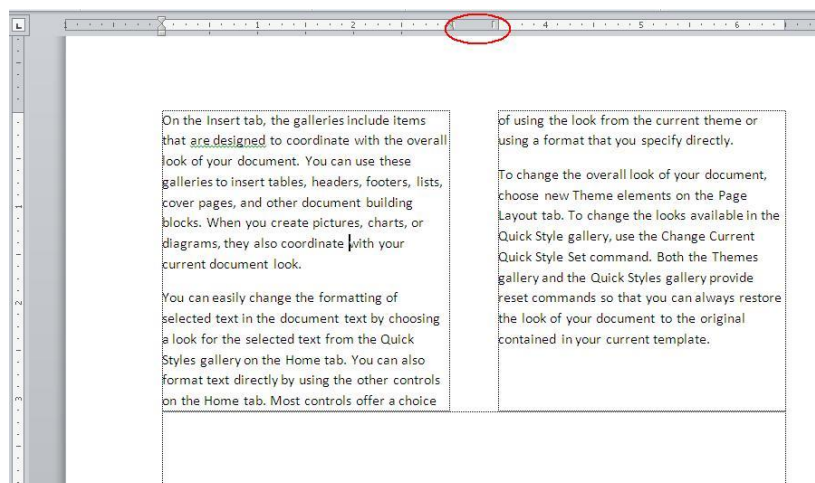 L
1 1 2 4 5 6
On the Insert tab, the galleries include items
that are designed to coordinate with the overall
look of your document. You can use these
galleries to insert tables, headers, footers, lists,
cover pages, and other document building
blocks. When you create pictures, charts, or
diagrams, they also coordinate with your
current document look.
You can easily change the formatting of
selected text in the document text by choosing
a look for the selected text from the Quick
Styles gallery on the Home tab. You can also
format text directly by using the other controls
on the Home tab. Most controls offer a choice
of using the look from the current theme or
using a format that you specify directly.
To change the overall look of your document,
choose new Theme elements on the Page
Layout tab. To change the looks available in the
Quick Style gallery, use the Change Current
Quick Style Set command. Both the Themes
gallery and the Quick Styles gallery provide
reset commands so that you can always restore
the look of your document to the original
contained in your current template.
1
2
3